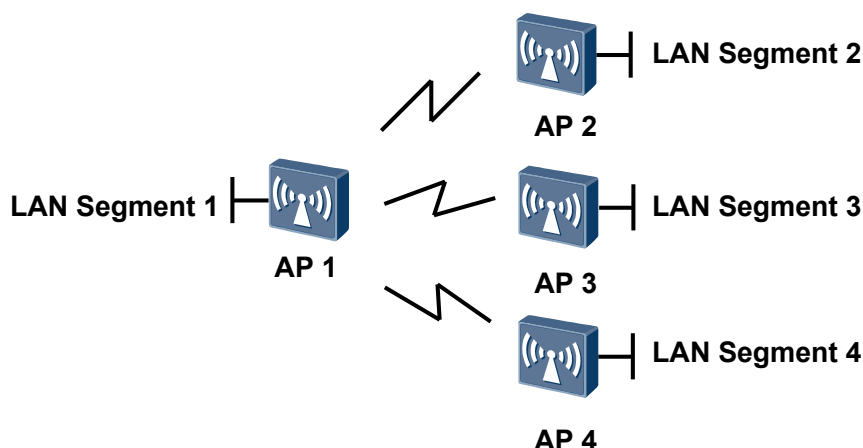 LAN Segment 2
AP 2
LAN Segment 1
AP 1
LAN Segment 3
AP 3
LAN Segment 4
AP 4